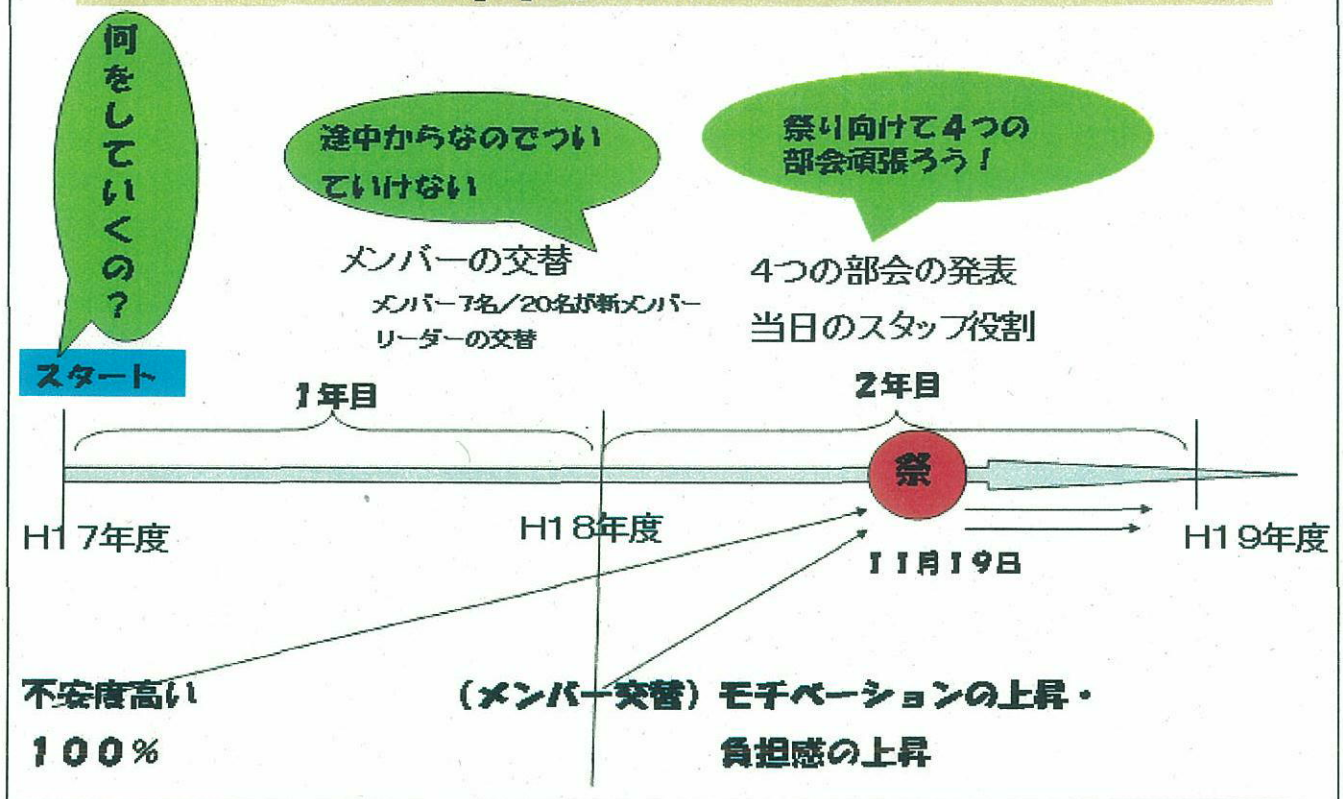 何をしていくの？
途中からなのでつい
ていけない
祭り向けて４つの
部会頑張ろう！
メンバーの交替
メンバー7名／20名が新メンバー
リーダーの交替
4つの部会の発表
当日のスタッフ役割
スタート
1年目
2年目
祭
H17年度
H18年度
H19年度
11月19日
不安度高い
100%
（メンバー交替）モチベーションの上昇・
負担感の上昇